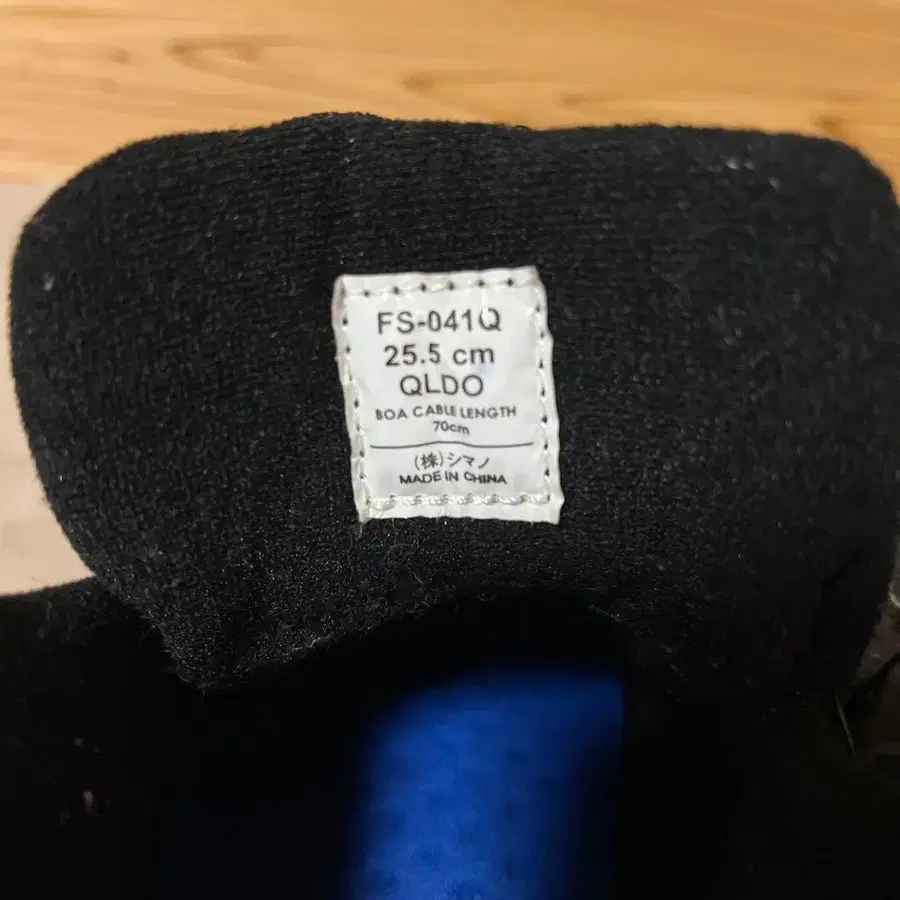 FS-041Q
25.5 cm
QLDO
BOA CABLE LENGTH
70cm
(株)シマノ
MADE IN CHINA